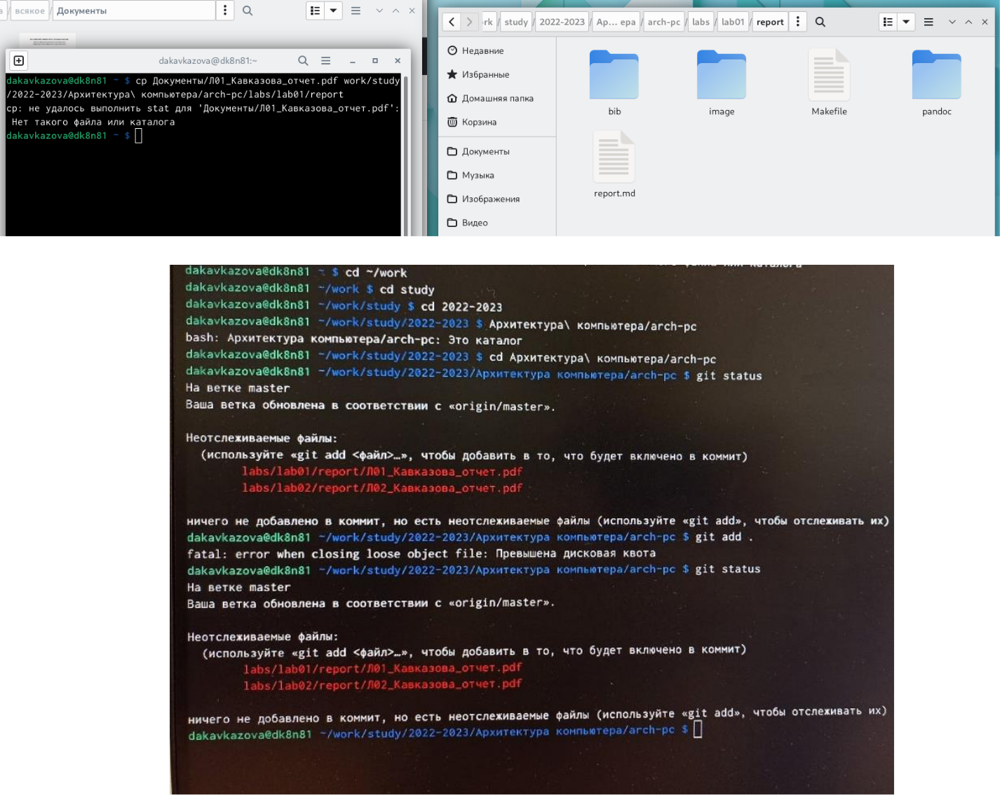 всякое / Документы
dakavkazova@dk8n81:~
dakavkazova@dk8n81 ~ $ cp Документы/Л01_Кавказова_отчет.pdf work/study
/2022-2023/Архитектура\ компьютера/arch-pc/labs/lab01/report
cp: не удалось выполнить stat для 'Документы/Л01_Кавказова_отчет.pdf':
Нет такого файла или каталога
dakavkazova@dk8n81 ~ $
rk / study / 2022-2023 / Ар… ера / arch-pc / labs / lab01 / report
Недавние
Избранные
Домашняя папка
Корзина
Документы
Музыка
Изображения
Видео
bib
image
Makefile
pandoc
report.md
dakavkazova@dk8n81 ~ $ cd ~/work
dakavkazova@dk8n81 ~/work $ cd study
dakavkazova@dk8n81 ~/work/study $ cd 2022-2023
dakavkazova@dk8n81 ~/work/study/2022-2023 $ Архитектура\ компьютера/arch-pc
bash: Архитектура компьютера/arch-pc: Это каталог
dakavkazova@dk8n81 ~/work/study/2022-2023 $ cd Архитектура\ компьютера/arch-pc
dakavkazova@dk8n81 ~/work/study/2022-2023/Архитектура компьютера/arch-pc $ git status
На ветке master
Ваша ветка обновлена в соответствии с «origin/master».
Неотслеживаемые файлы:
(используйте «git add <файл>…», чтобы добавить в то, что будет включено в коммит)
labs/lab01/report/Л01_Кавказова_отчет.pdf
labs/lab02/report/Л02_Кавказова_отчет.pdf
ничего не добавлено в коммит, но есть неотслеживаемые файлы (используйте «git add», чтобы отслеживать их)
dakavkazova@dk8n81 ~/work/study/2022-2023/Архитектура компьютера/arch-pc $ git add .
fatal: error when closing loose object file: Превышена дисковая квота
dakavkazova@dk8n81 ~/work/study/2022-2023/Архитектура компьютера/arch-pc $ git status
На ветке master
Ваша ветка обновлена в соответствии с «origin/master».
Неотслеживаемые файлы:
(используйте «git add <файл>…», чтобы добавить в то, что будет включено в коммит)
labs/lab01/report/Л01_Кавказова_отчет.pdf
labs/lab02/report/Л02_Кавказова_отчет.pdf
ничего не добавлено в коммит, но есть неотслеживаемые файлы (используйте «git add», чтобы отслеживать их)
dakavkazova@dk8n81 ~/work/study/2022-2023/Архитектура компьютера/arch-pc $